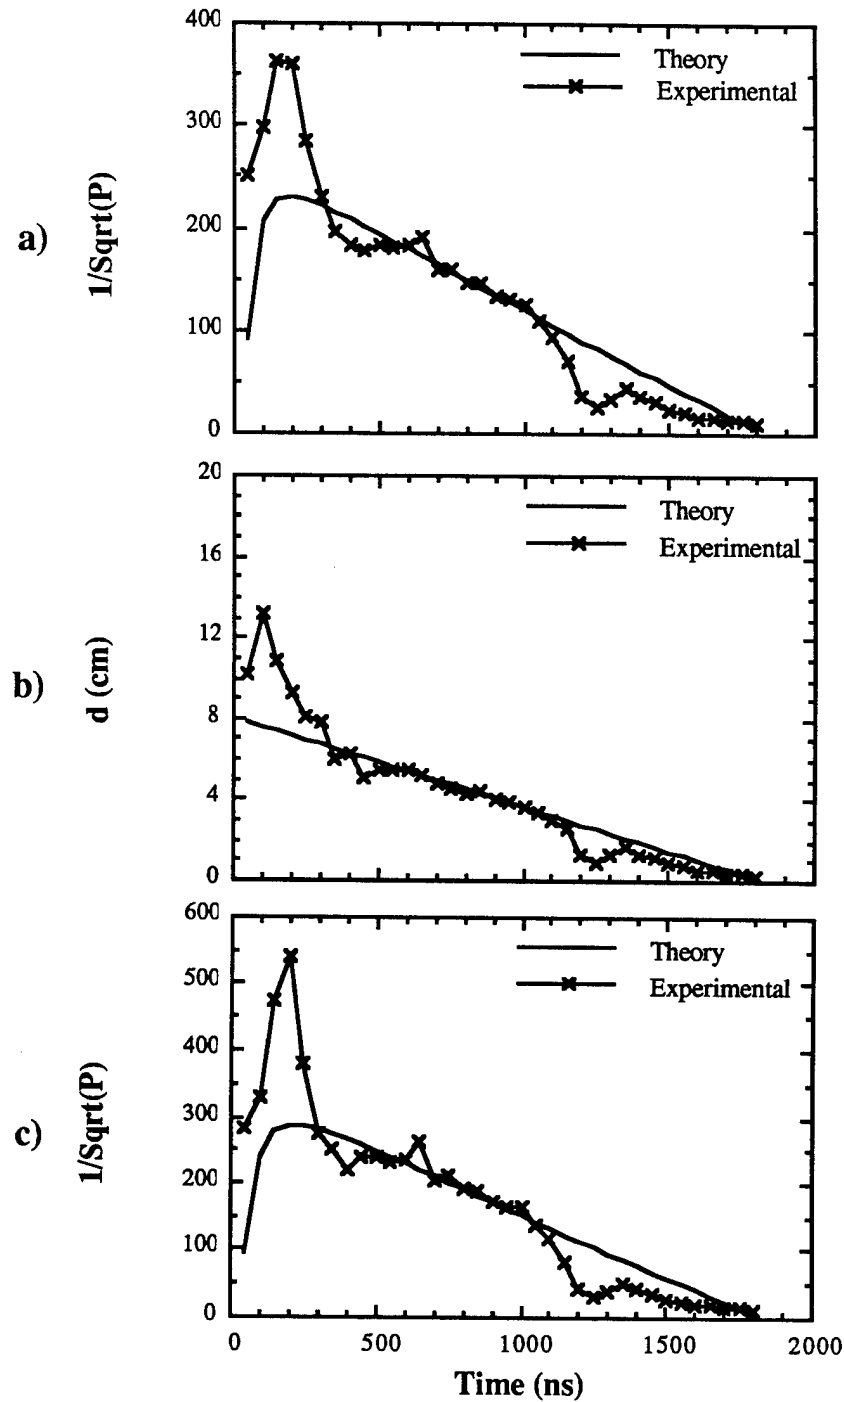 400
Theory
Experimental
300
a)
1/Sqrt(P)
200
100
0
20
Theory
16
Experimental
12
b)
d (cm)
8
4
0
600
Theory
500
Experimental
400
c)
1/Sqrt(P)
300
200
100
0
0 500 1000 1500 2000
Time (ns)